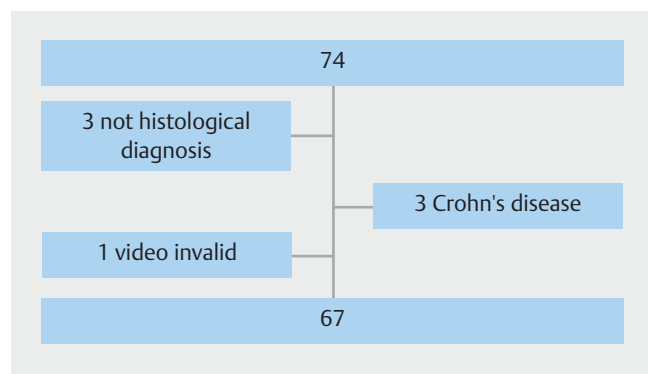 74
3 not histological
diagnosis
3 Crohn's disease
1 video invalid
67